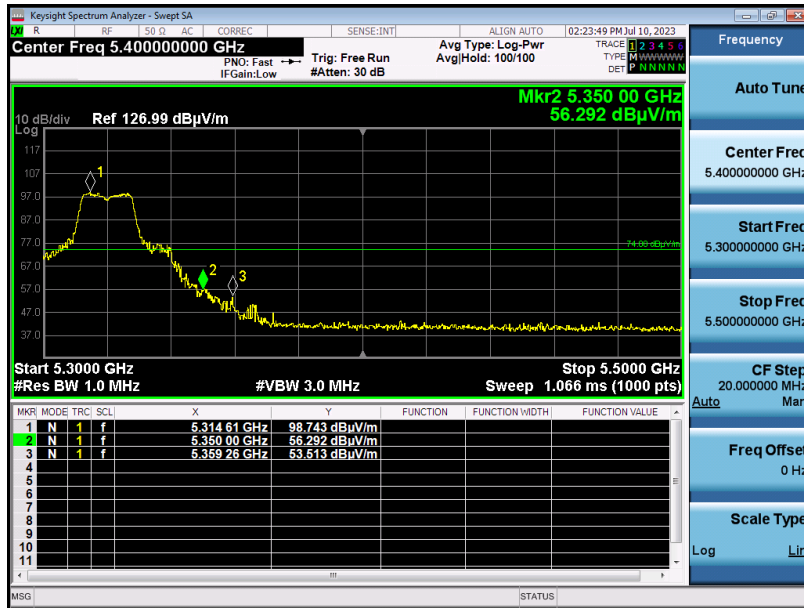 Keysight Spectrum Analyzer - Swept SA
LXI R RF 50 Ω AC CORREC SENSE:INT ALIGN AUTO 02:23:49 PM Jul 10, 2023
Center Freq 5.400000000 GHz
PNO: Fast
IFGain:Low
Trig: Free Run
#Atten: 30 dB
Avg Type: Log-Pwr
Avg|Hold: 100/100
TRACE 1 2 3 4 5 6
TYPE M W W W W W
DET P N N N N N
Mkr2 5.350 00 GHz
56.292 dBµV/m
10 dB/div Ref 126.99 dBµV/m
Log
117
107
97.0
87.0
77.0
67.0
57.0
47.0
37.0
1
2
3
74.00 dBµV/m
Start 5.3000 GHz Stop 5.5000 GHz
#Res BW 1.0 MHz #VBW 3.0 MHz Sweep 1.066 ms (1000 pts)
MKR MODE TRC SCL X Y FUNCTION FUNCTION WIDTH FUNCTION VALUE
1 N 1 f 5.314 61 GHz 98.743 dBµV/m
2 N 1 f 5.350 00 GHz 56.292 dBµV/m
3 N 1 f 5.359 26 GHz 53.513 dBµV/m
4
5
6
7
8
9
10
11
MSG STATUS
Frequency
Auto Tune
Center Freq
5.400000000 GHz
Start Freq
5.300000000 GHz
Stop Freq
5.500000000 GHz
CF Step
20.000000 MHz
Auto Man
Freq Offset
0 Hz
Scale Type
Log Lin